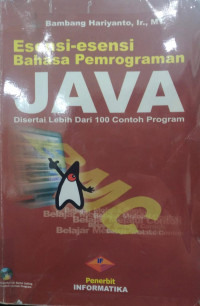 Bambang Hariyanto, Ir., M
Esensi-esensi
Bahasa Pemrograman
JAVA
Disertai Lebih Dari 100 Contoh Program
Belajar
Belajar
Belajar
Penerbit
INFORMATIKA